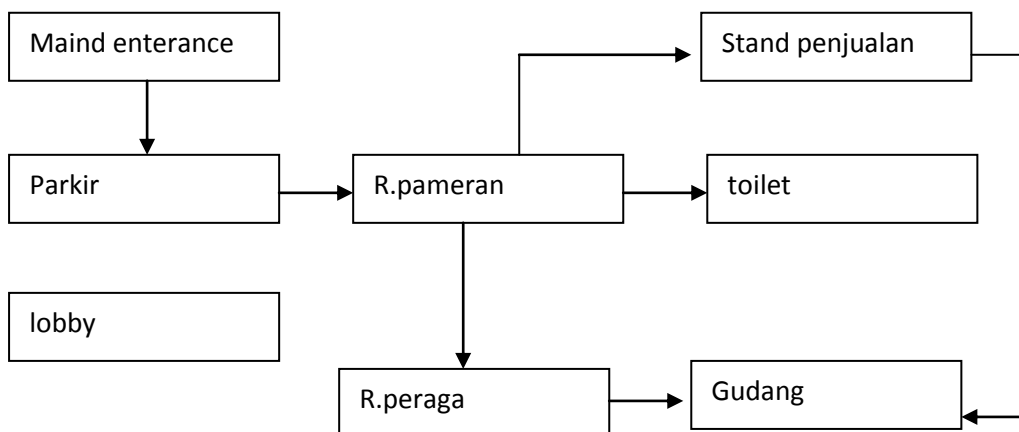 Maind enterance
Stand penjualan
Parkir
R.pameran
toilet
lobby
R.peraga
Gudang